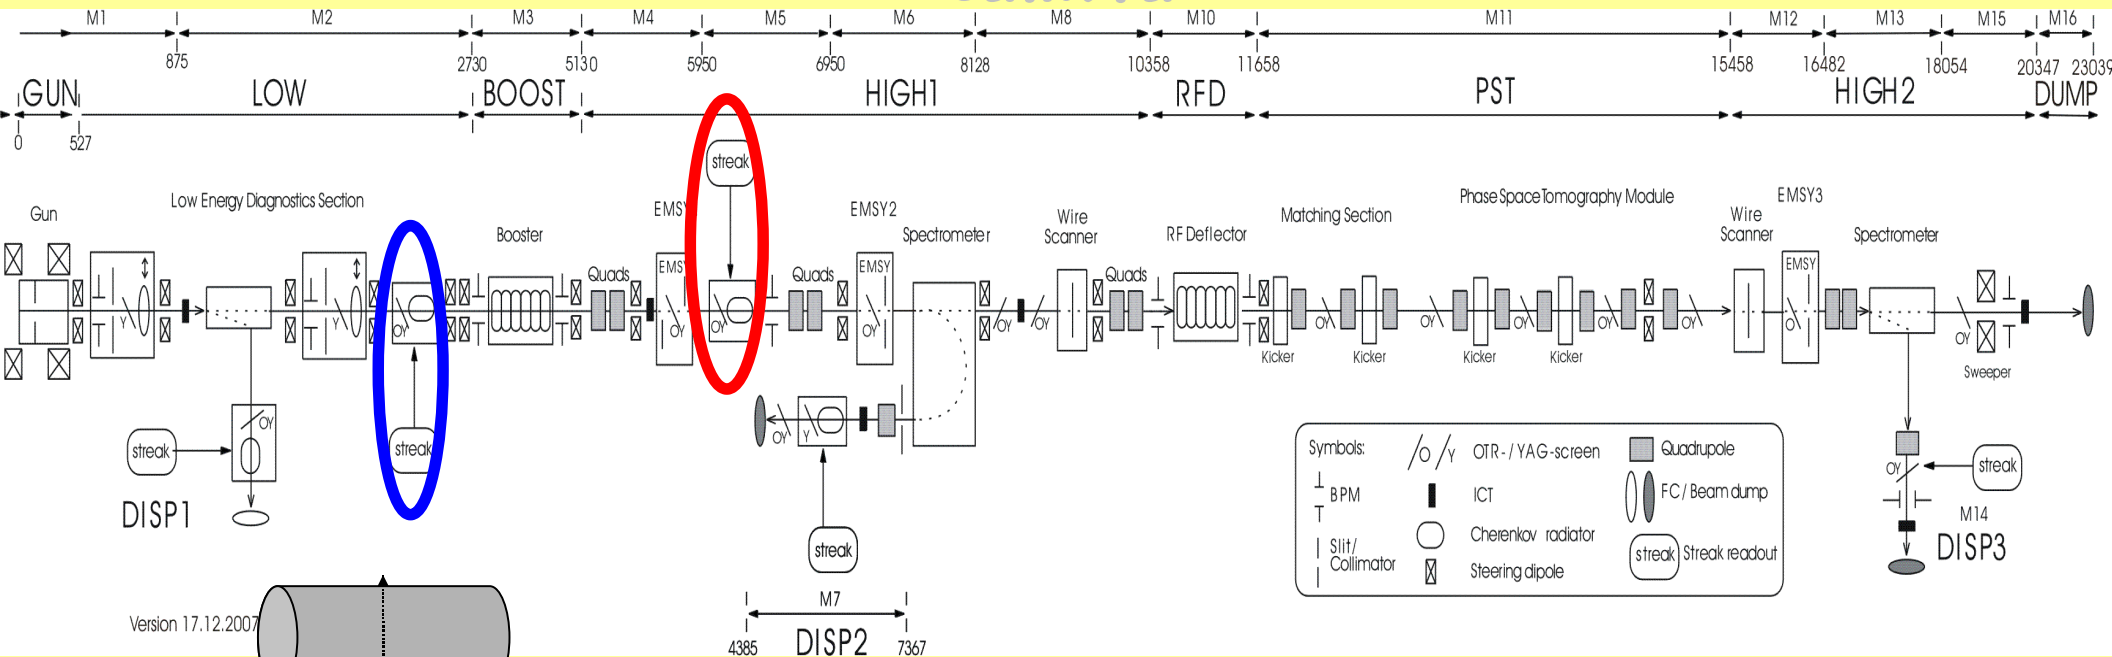 M1 M2 M3 M4 M5 M6 M8 M10 M11 M12 M13 M15 M16
875 2730 5130 5950 6950 8128 10358 11658 15458 16482 18054 20347 23039
GUN LOW BOOST HIGH1 RFD PST HIGH2 DUMP
0 527
streak
Low Energy Diagnostics Section
Phase Space Tomography Module
EMSY3
Gun
EMSY
EMSY2
Wire
Scanner
Matching Section
Wire
Scanner
Booster
Spectrometer
RF Deflector
Spectrometer
Quads
EMSY
Quads
EMSY
Quads
EMSY
Y
Y
OY
OY
OY
OY
OY
OY
OY
OY
OY
OY
OY
O
OY
Kicker
Kicker
Kicker
Kicker
Sweeper
OY
streak
DISP1
streak
OY
Y
streak
M7
4385 7367
DISP2
Symbols:
O Y OTR- / YAG-screen
Quadrupole
BPM
ICT
FC / Beam dump
Slit/
Collimator
Cherenkov radiator
Steering dipole
streak Streak readout
OY
streak
M14
DISP3
Version 17.12.2007